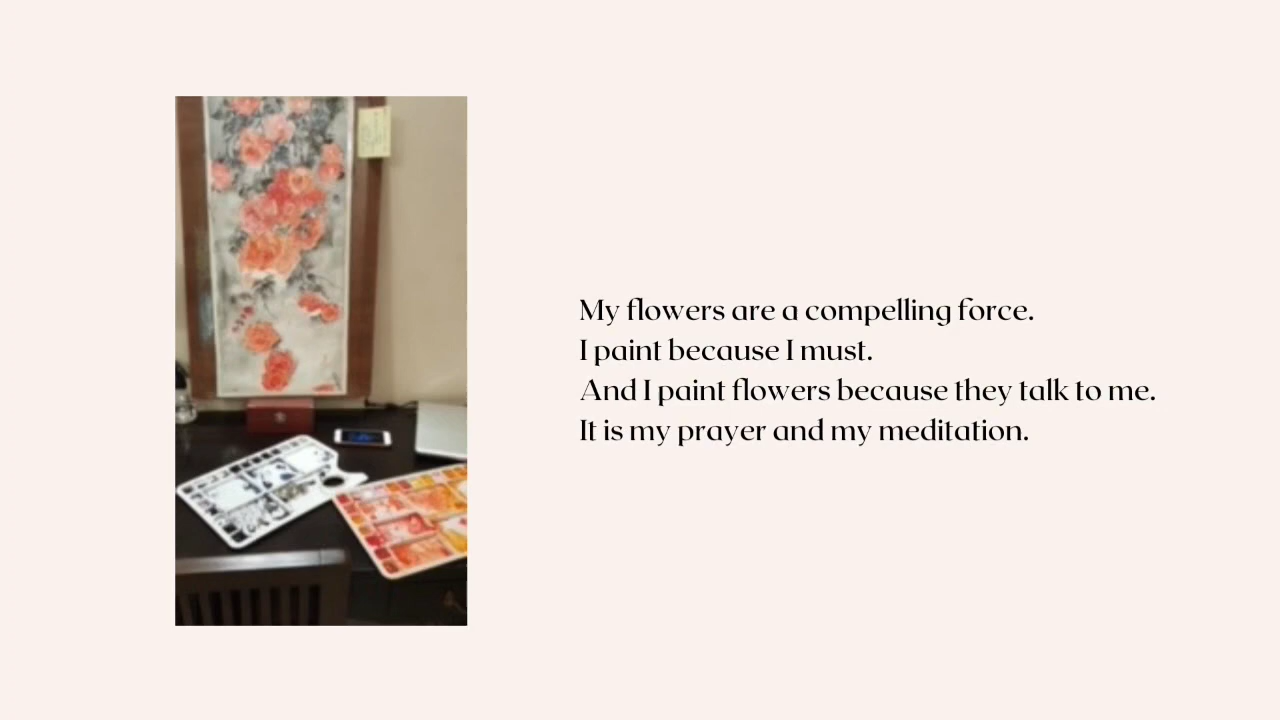 My flowers are a compelling force.
I paint because I must.
And I paint flowers because they talk to me.
It is my prayer and my meditation.